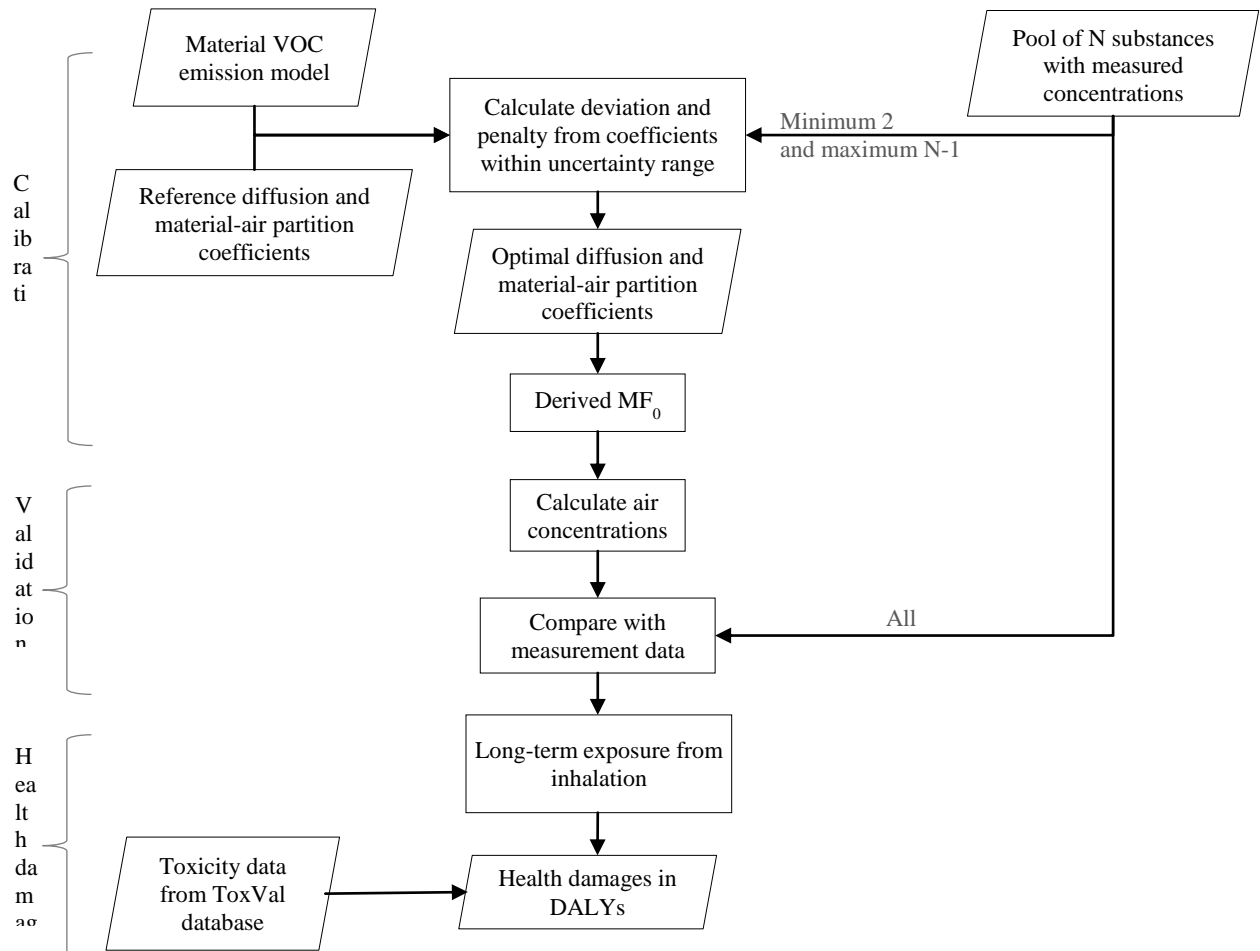 Material VOC
emission model
Pool of N substances
with measured
concentrations
Calculate deviation and
penalty from coefficients
within uncertainty range
Minimum 2
and maximum N-1
C
al
ib
ra
ti
Reference diffusion and
material-air partition
coefficients
Optimal diffusion and
material-air partition
coefficients
Derived MF0
V
al
id
at
io
n
Calculate air
concentrations
Compare with
measurement data
All
H
ea
lt
h
da
m
ag
Long-term exposure from
inhalation
Toxicity data
from ToxVal
database
Health damages in
DALYs